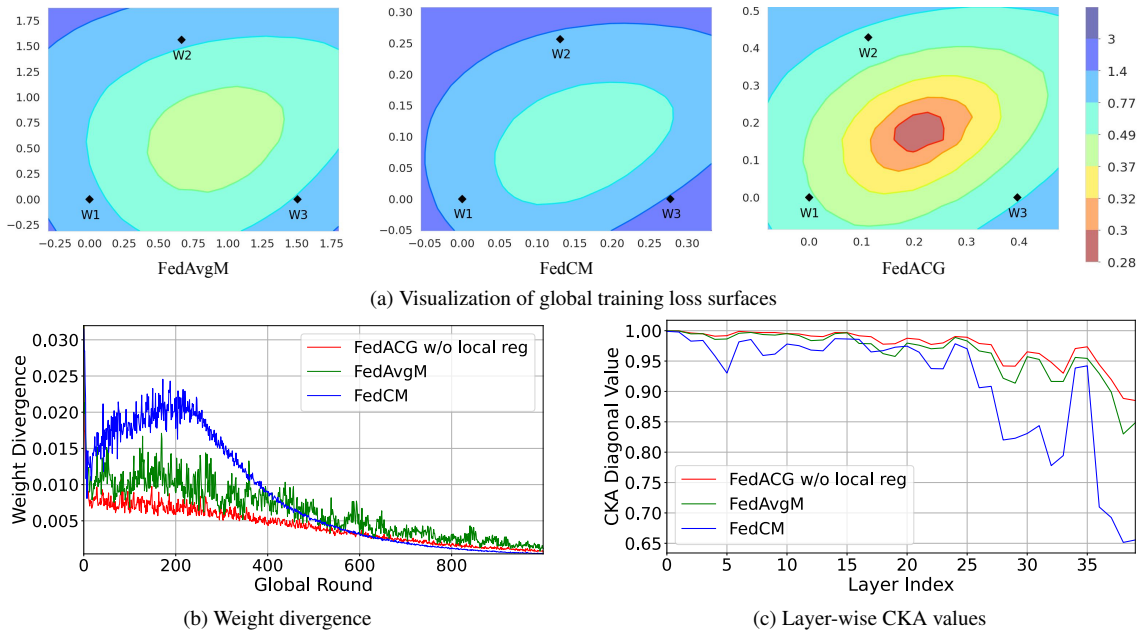 1.75
1.50
1.25
1.00
0.75
0.50
0.25
0.00
−0.25
−0.25 0.00 0.25 0.50 0.75 1.00 1.25 1.50 1.75
W2
W1
W3
FedAvgM
0.30
0.25
0.20
0.15
0.10
0.05
0.00
−0.05
−0.05 0.00 0.05 0.10 0.15 0.20 0.25 0.30
W2
W1
W3
FedCM
0.5
0.4
0.3
0.2
0.1
0.0
0.0 0.1 0.2 0.3 0.4
W2
W1
W3
FedACG
3
1.4
0.77
0.49
0.37
0.32
0.3
0.28
(a) Visualization of global training loss surfaces
Weight Divergence
0.030
0.025
0.020
0.015
0.010
0.005
0 200 400 600 800
Global Round
FedACG w/o local reg
FedAvgM
FedCM
(b) Weight divergence
CKA Diagonal Value
1.00
0.95
0.90
0.85
0.80
0.75
0.70
0.65
0 5 10 15 20 25 30 35
Layer Index
FedACG w/o local reg
FedAvgM
FedCM
(c) Layer-wise CKA values